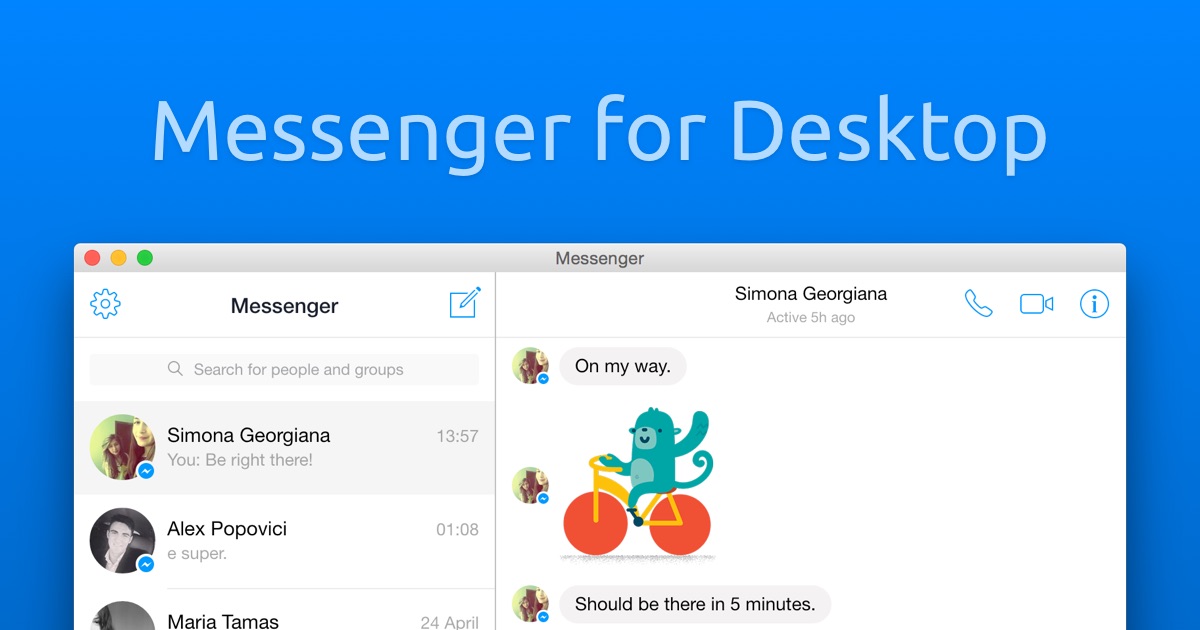 Messenger for Desktop
Messenger
Messenger
Search for people and groups
Simona Georgiana
13:57
You: Be right there!
Alex Popovici
01:08
e super.
Maria Tamas
24 April
Simona Georgiana
Active 5h ago
On my way.
Should be there in 5 minutes.